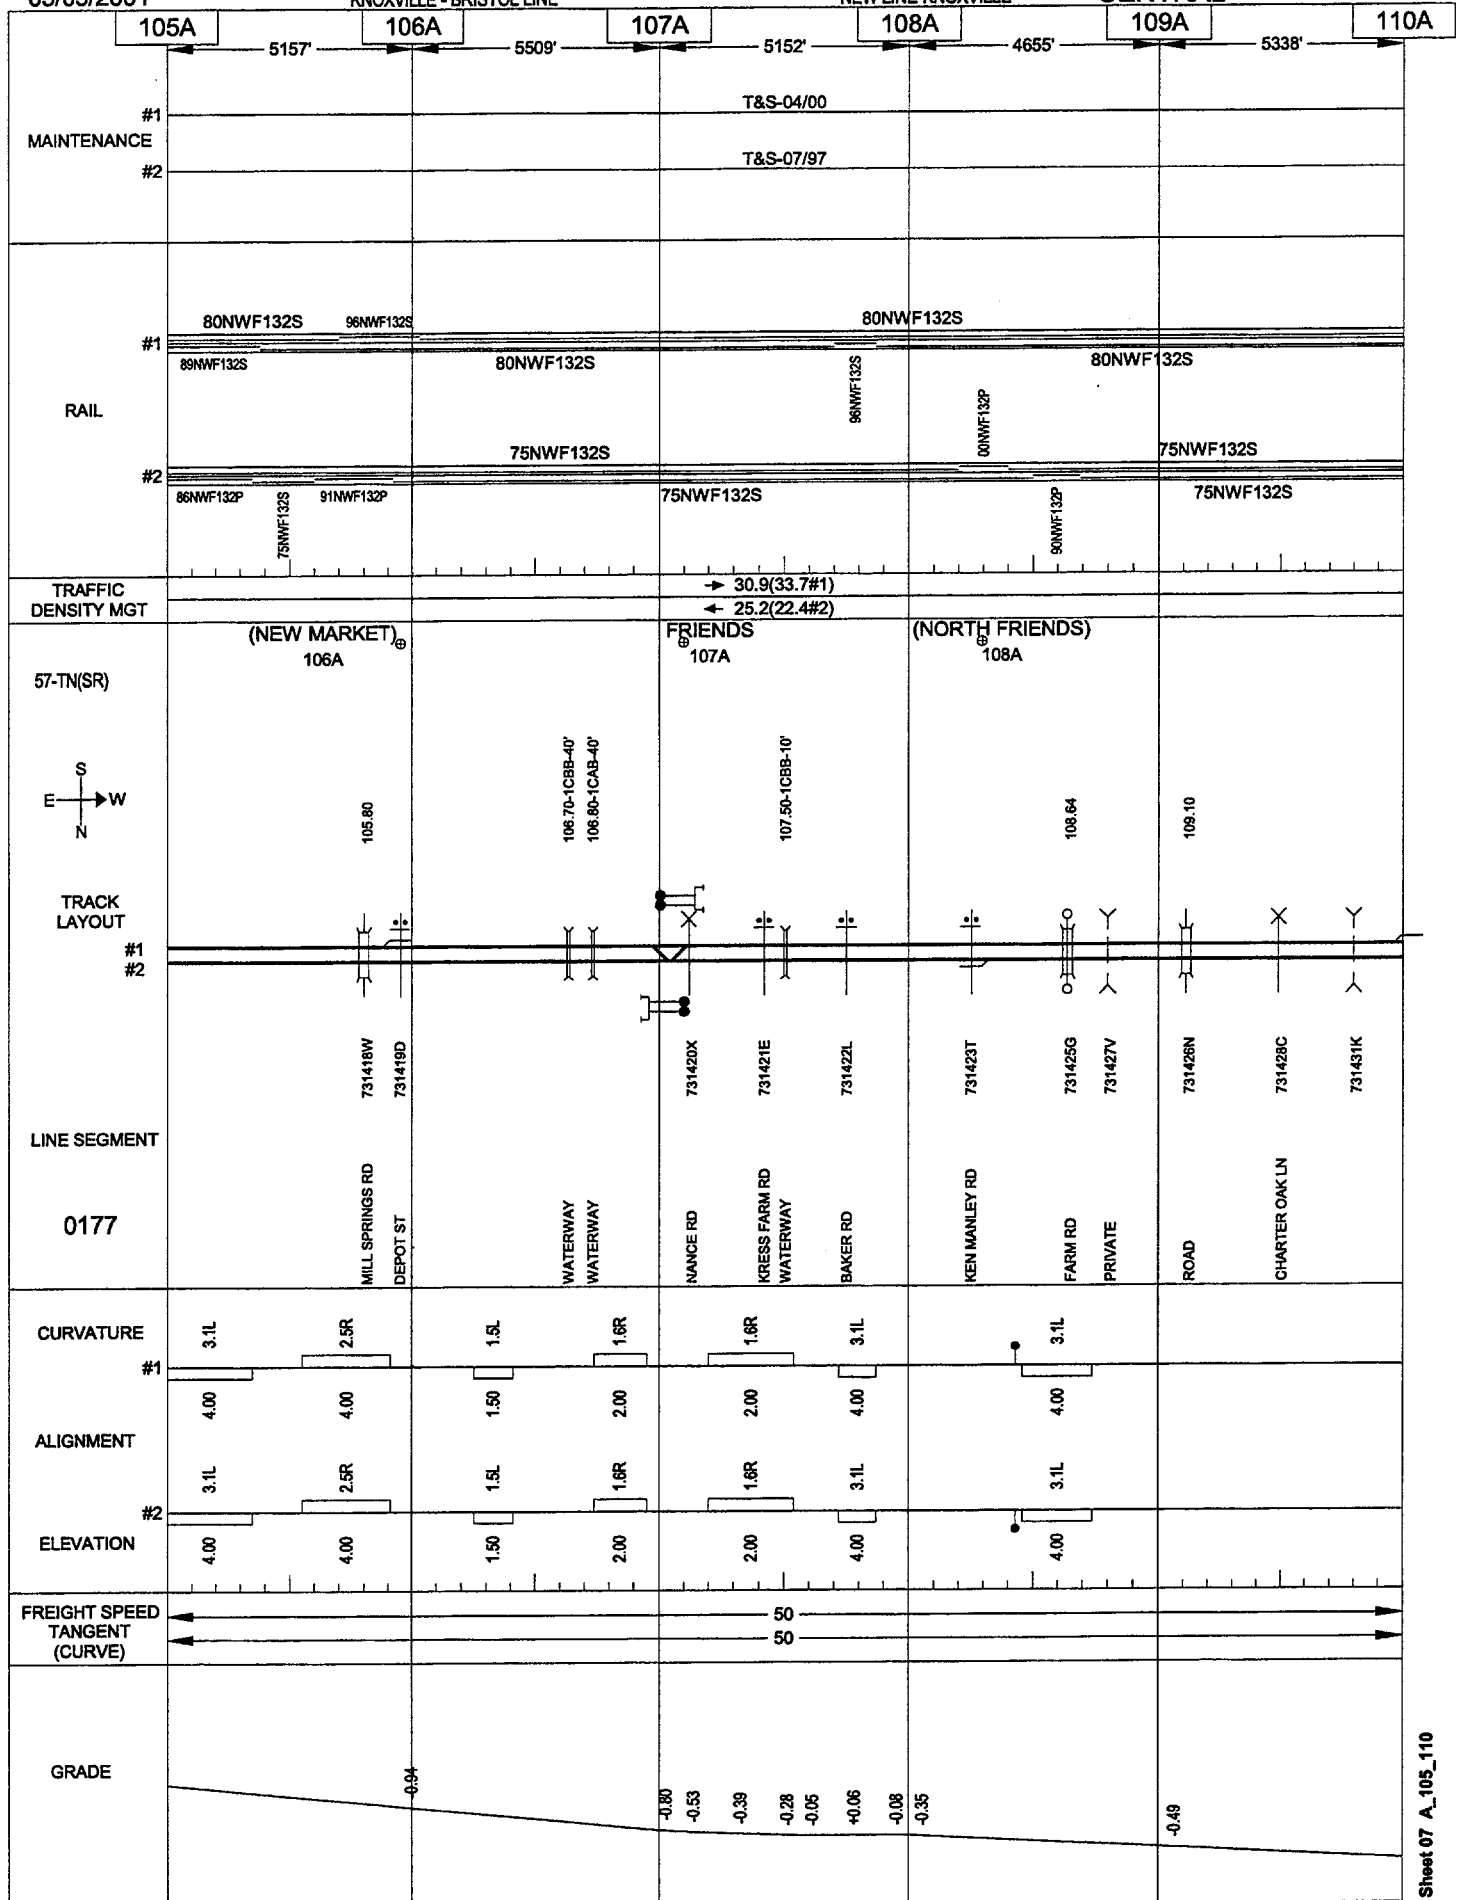 KNOXVILLE - BRISTOL LINE
105A 106A 107A 108A 109A 110A
5157' 5509' 5152' 4655' 5338'
#1 T&S-04/00
MAINTENANCE
#2 T&S-07/97
80NWF132S 96NWF132S 80NWF132S
#1
89NWF132S 80NWF132S 96NWF132S 80NWF132S
RAIL
00NWF132P
75NWF132S 75NWF132S
#2
86NWF132P 75NWF132S 91NWF132P 75NWF132S 90NWF132P 75NWF132S
TRAFFIC
DENSITY MGT
30.9(33.7#1)
25.2(22.4#2)
(NEW MARKET) FRIENDS (NORTH FRIENDS)
106A 107A 108A
57-TN(SR)
S
E W
N
105.80
106.70-1CBB-40'
106.80-1CAB-40'
107.50-1CBB-10'
108.64
109.10
TRACK
LAYOUT
#1
#2
731418W
731419D
731420X
731421E
731422L
731423T
731425G
731427V
731426N
731428C
731431K
LINE SEGMENT
0177
MILL SPRINGS RD
DEPOT ST
WATERWAY
WATERWAY
NANCE RD
KRESS FARM RD
WATERWAY
BAKER RD
KEN MANLEY RD
FARM RD
PRIVATE
ROAD
CHARTER OAK LN
CURVATURE
3.1L 2.5R 1.5L 1.6R 1.6R 3.1L 3.1L
#1
4.00 4.00 1.50 2.00 2.00 4.00 4.00
ALIGNMENT
3.1L 2.5R 1.5L 1.6R 1.6R 3.1L 3.1L
#2
ELEVATION
4.00 4.00 1.50 2.00 2.00 4.00 4.00
FREIGHT SPEED
TANGENT
(CURVE)
50
50
GRADE
-0.94 -0.80 -0.53 -0.39 -0.28 -0.05 +0.06 -0.08 -0.35 -0.49
Sheet 07 A_105_110